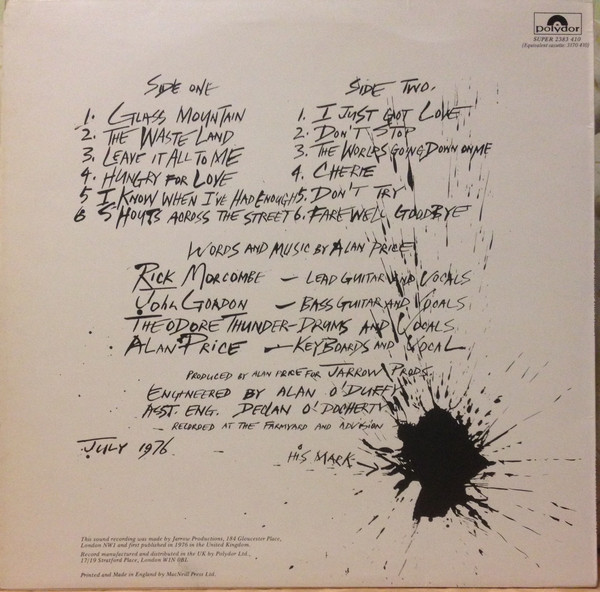 polydor
SUPER 2383 410
(Equivalent cassette: 3170 410)
SIDE ONE
1. GLASS MOUNTAIN
2. THE WASTE LAND
3. LEAVE IT ALL TO ME
4. HUNGRY FOR LOVE
5 I KNOW WHEN I'VE HAD ENOUGH
6 SHOUTS ACROSS THE STREET
SIDE TWO.
1. I JUST GOT LOVE
2. DON'T STOP
3. THE WORLDS GOING DOWN ON ME
4. CHERIE
5. DON'T TRY
6. FAREWELL GOODBYE
WORDS AND MUSIC BY ALAN PRICE
RICK MORCOMBE — LEAD GUITAR AND VOCALS
JOHN GORDON — BASS GUITAR AND VOCALS
THEODORE THUNDER - DRUMS AND VOCALS
ALAN PRICE — KEYBOARDS AND VOCAL
PRODUCED BY ALAN PRICE FOR JARROW PRODS.
ENGINEERED BY ALAN O'DUFFY
ASST. ENG. DECLAN O'DOCHERTY
RECORDED AT THE FARMYARD AND ADVISION
JULY 1976
HIS MARK
This sound recording was made by Jarrow Productions, 184 Gloucester Place,
London NW1 and first published in 1976 in the United Kingdom.
Record manufactured and distributed in the UK by Polydor Ltd.,
17/19 Stratford Place, London W1N 0BL
Printed and Made in England by MacNeill Press Ltd.